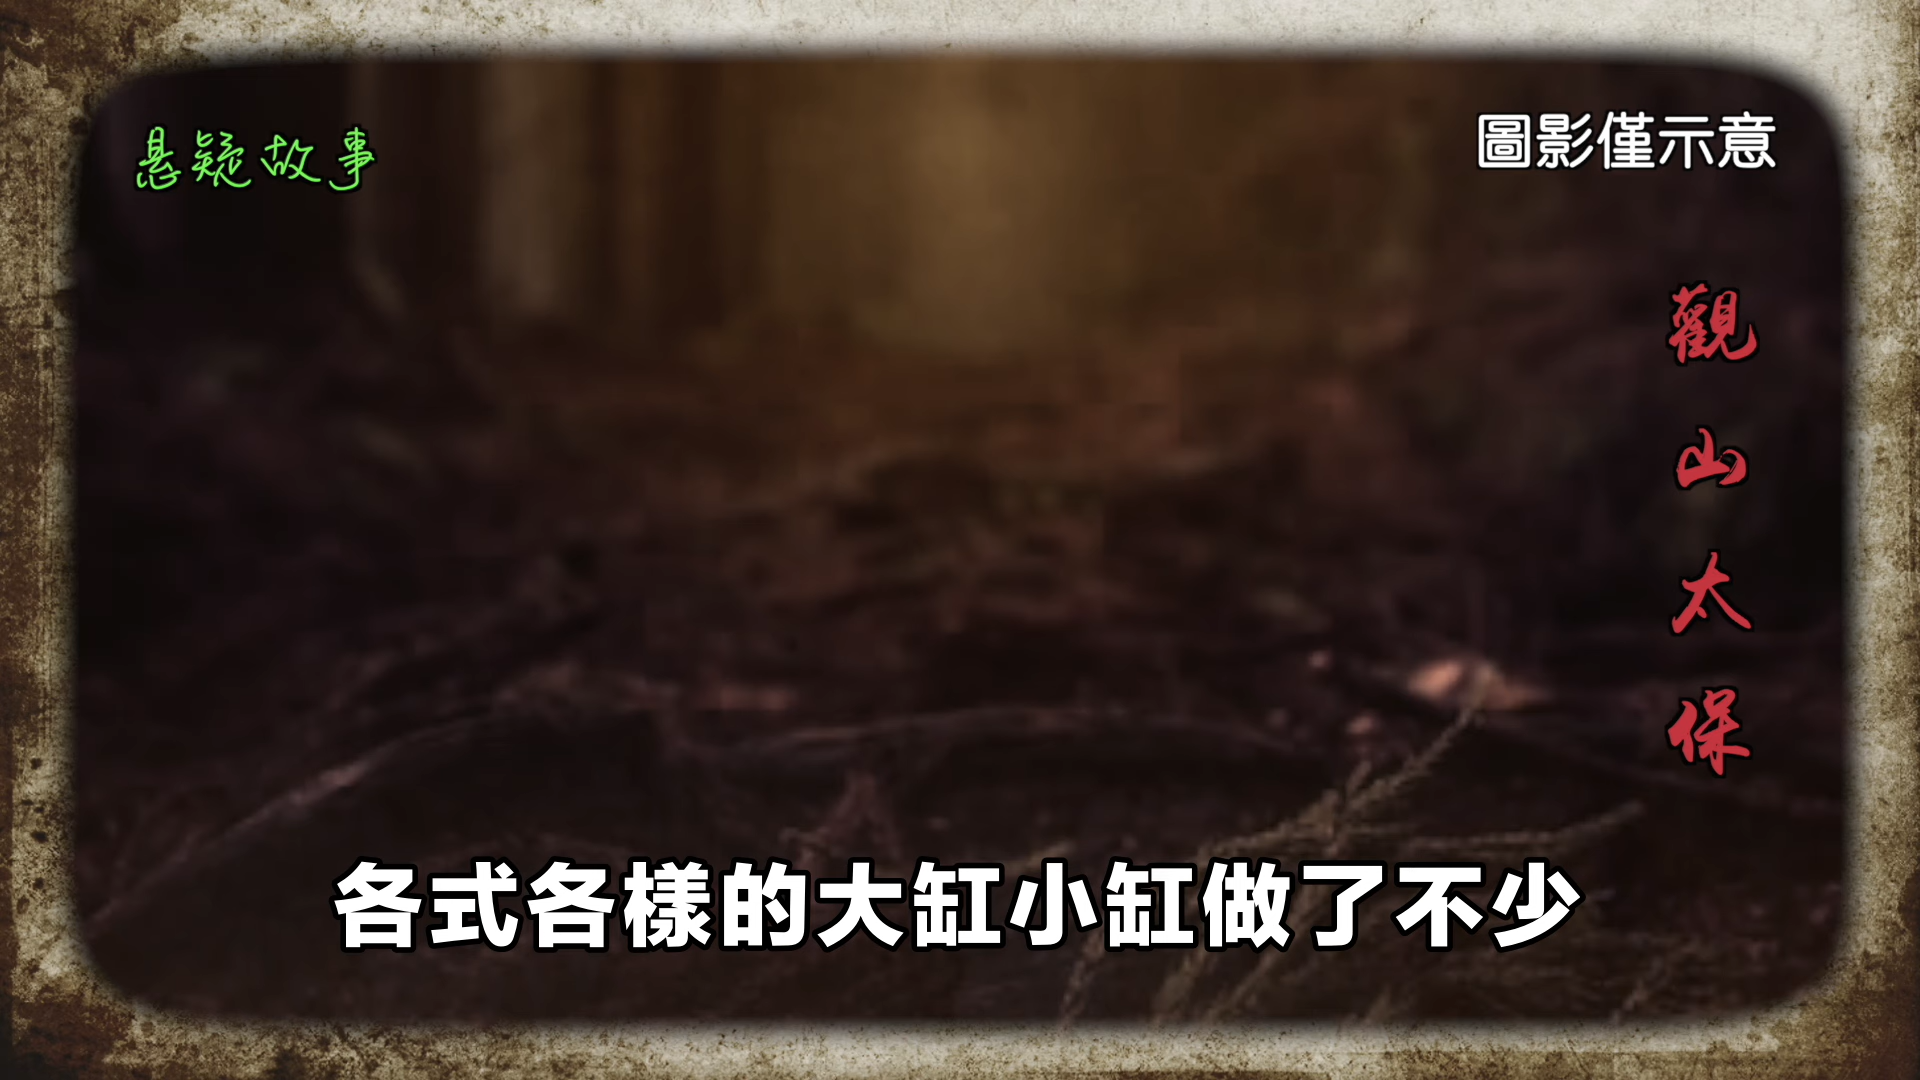 悬疑故事
圖影僅示意
觀山太保
各式各樣的大缸小缸做了不少